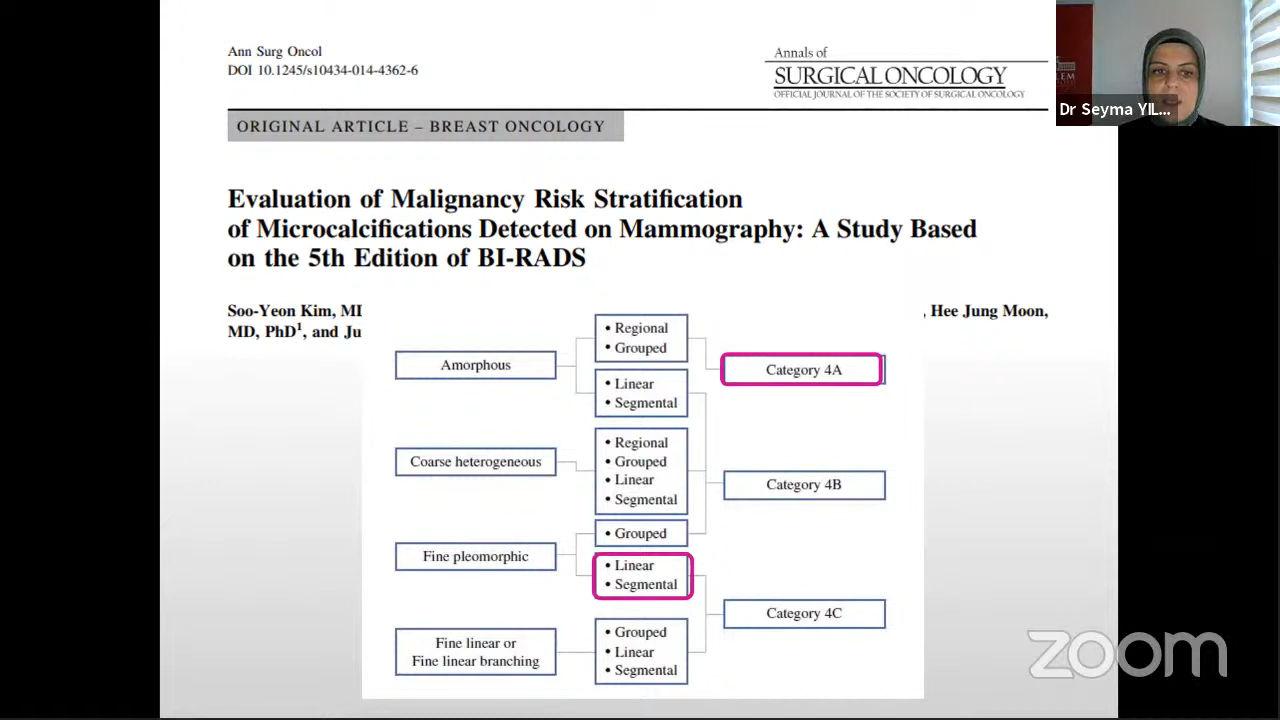 Ann Surg Oncol
DOI 10.1245/s10434-014-4362-6
Annals of
SURGICAL ONCOLOGY
OFFICIAL JOURNAL OF THE SOCIETY OF SURGICAL ONCOLOGY
Dr Seyma YIL...
ORIGINAL ARTICLE – BREAST ONCOLOGY
Evaluation of Malignancy Risk Stratification
of Microcalcifications Detected on Mammography: A Study Based
on the 5th Edition of BI-RADS
Soo-Yeon Kim, MD
, Hee Jung Moon,
MD, PhD¹, and Ju
Amorphous
• Regional
• Grouped
• Linear
• Segmental
Category 4A
Coarse heterogeneous
• Regional
• Grouped
• Linear
• Segmental
Category 4B
Fine pleomorphic
• Grouped
• Linear
• Segmental
Category 4C
Fine linear or
Fine linear branching
• Grouped
• Linear
• Segmental
zoom